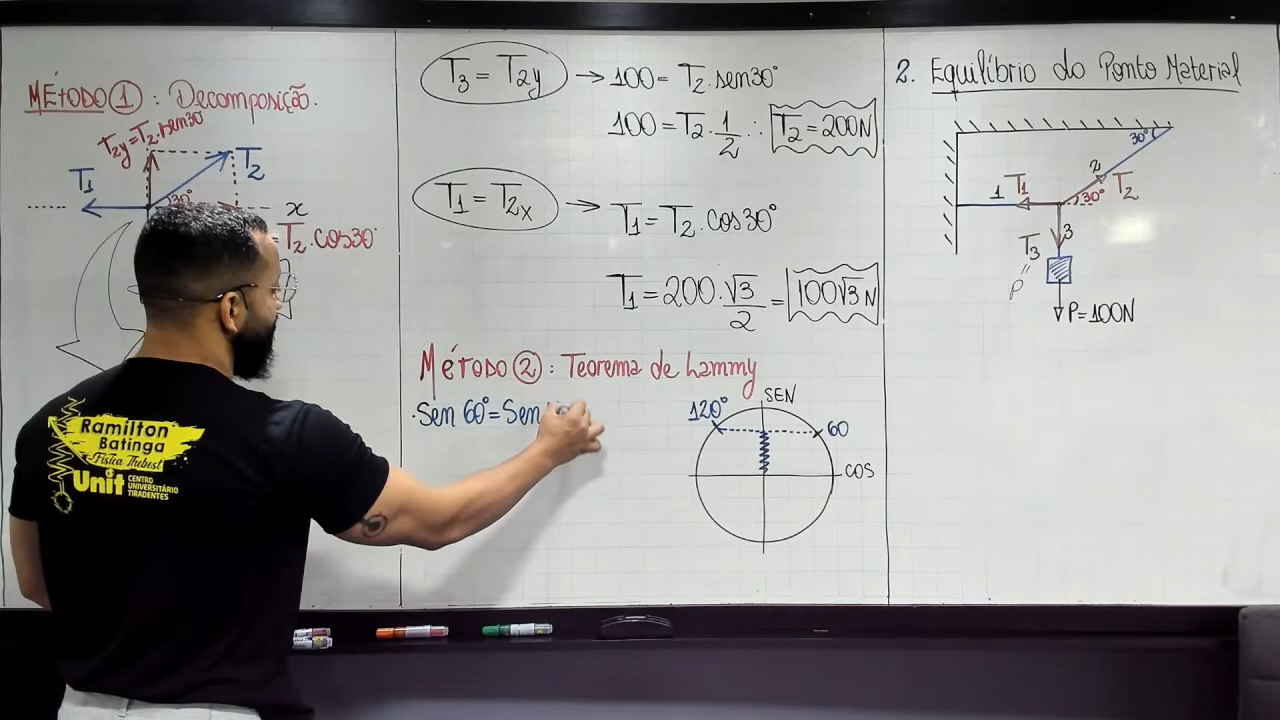 MÉTODO 1 : Decomposição.
T2y = T2.sen30
T1
T2
30°
x
= T2.cos30°
T3 = T2y → 100 = T2.sen30°
100 = T2.1/2 ∴ T2 = 200N
T1 = T2x → T1 = T2.cos30°
T1 = 200.√3/2 = 100√3 N
MÉTODO 2 : Teorema de Lammy
.Sen 60° = Sen
SEN
120°
60
COS
2. Equilíbrio do Ponto Material
30°
2
1
T1
T2
30°
T3
3
P
P=100N
Ramilton
Batinga
Física Thebest
Unit
CENTRO
UNIVERSITÁRIO
TIRADENTES